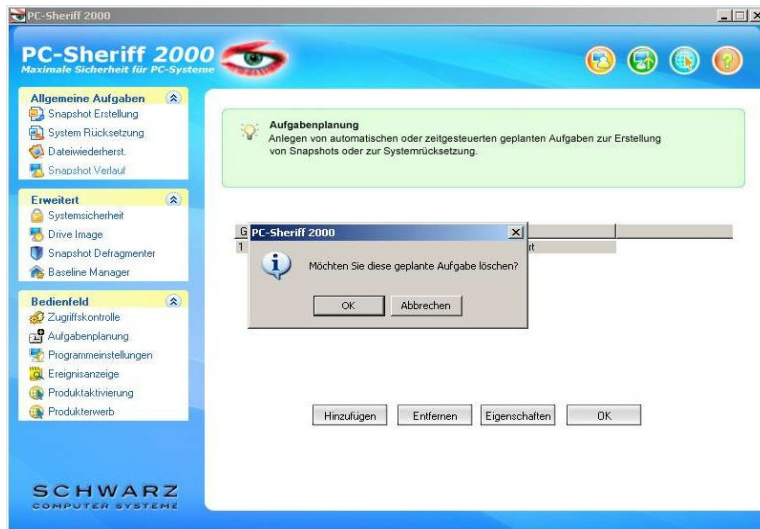 PC-Sheriff 2000
PC-Sheriff 2000
Maximale Sicherheit für PC-Systeme
Allgemeine Aufgaben
Snapshot Erstellung
System Rücksetzung
Dateiwiederherst.
Snapshot Verlauf
Erweitert
Systemsicherheit
Drive Image
Snapshot Defragmenter
Baseline Manager
Bedienfeld
Zugriffskontrolle
Aufgabenplanung
Programmeinstellungen
Ereignisanzeige
Produktaktivierung
Produkterwerb
SCHWARZ
COMPUTER SYSTEME
Aufgabenplanung
Anlegen von automatischen oder zeitgesteuerten geplanten Aufgaben zur Erstellung
von Snapshots oder zur Systemrücksetzung.
G
1
PC-Sheriff 2000
Möchten Sie diese geplante Aufgabe löschen?
OK
Abbrechen
Hinzufügen
Entfernen
Eigenschaften
OK